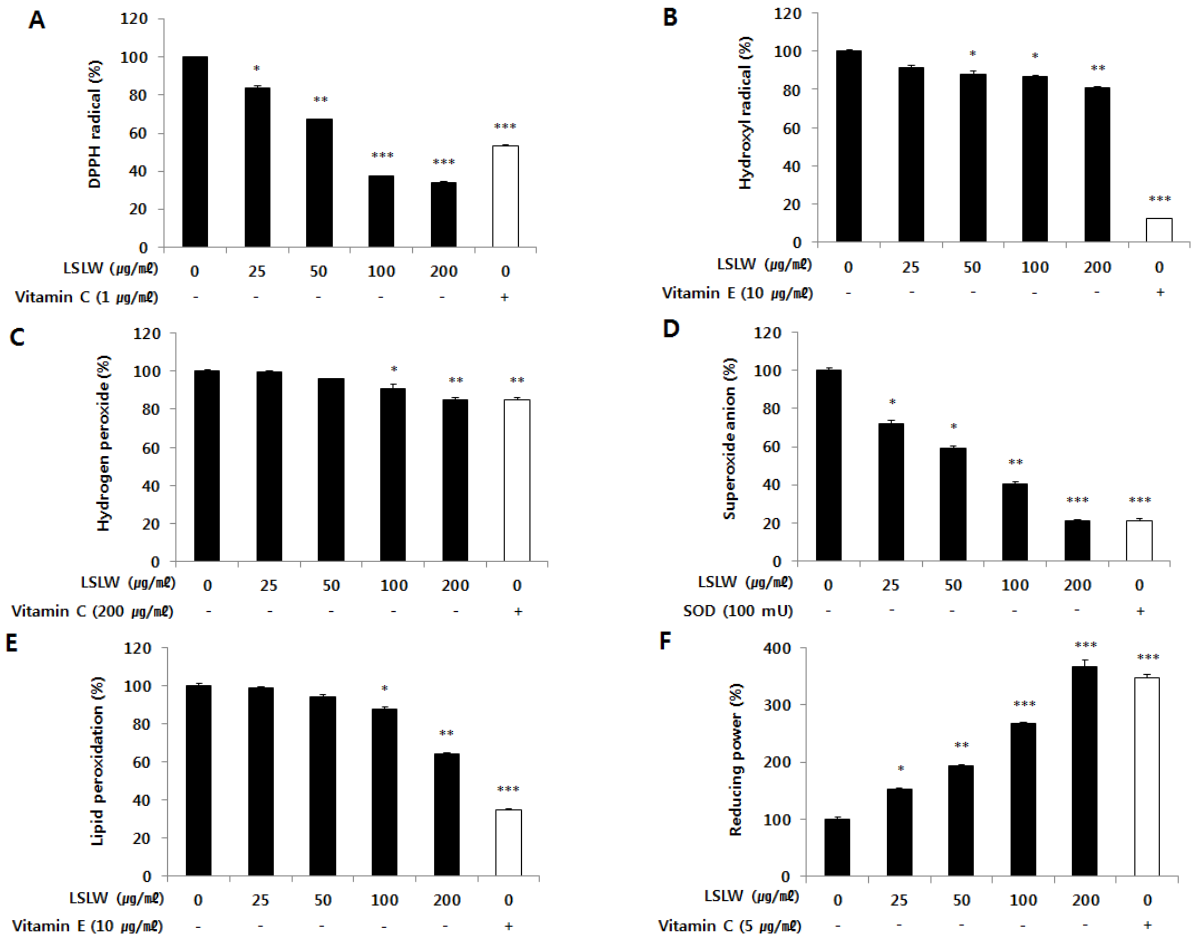 A
DPPH radical (%)
120
100
80
60
40
20
0
* ** *** *** ***
LSLW (㎍/㎖) 0 25 50 100 200 0
Vitamin C (1 ㎍/㎖) - - - - - +
B
Hydroxyl radical (%)
120
100
80
60
40
20
0
* * ** ***
LSLW (㎍/㎖) 0 25 50 100 200 0
Vitamin E (10 ㎍/㎖) - - - - - +
C
Hydrogen peroxide (%)
120
100
80
60
40
20
0
* ** **
LSLW (㎍/㎖) 0 25 50 100 200 0
Vitamin C (200 ㎍/㎖) - - - - - +
D
Superoxide anion (%)
120
100
80
60
40
20
0
* * ** *** ***
LSLW (㎍/㎖) 0 25 50 100 200 0
SOD (100 mU) - - - - - +
E
Lipid peroxidation (%)
120
100
80
60
40
20
0
* ** ***
LSLW (㎍/㎖) 0 25 50 100 200 0
Vitamin E (10 ㎍/㎖) - - - - - +
F
Reducing power (%)
400
300
200
100
0
* ** *** *** ***
LSLW (㎍/㎖) 0 25 50 100 200 0
Vitamin C (5 ㎍/㎖) - - - - - +